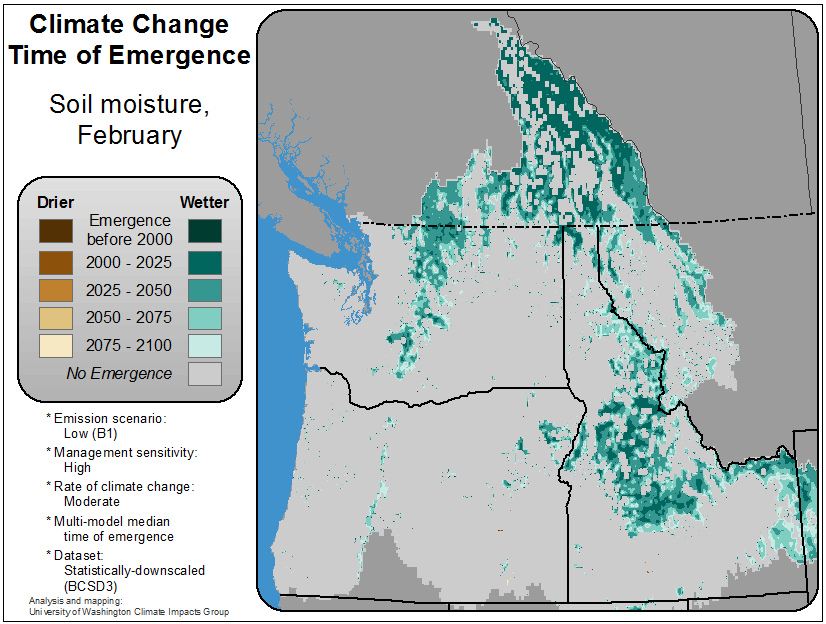 Climate Change
Time of Emergence
Soil moisture,
February
Drier
Wetter
Emergence
before 2000
2000 - 2025
2025 - 2050
2050 - 2075
2075 - 2100
No Emergence
* Emission scenario:
Low (B1)
* Management sensitivity:
High
* Rate of climate change:
Moderate
* Multi-model median
time of emergence
* Dataset:
Statistically-downscaled
(BCSD3)
Analysis and mapping:
University of Washington Climate Impacts Group